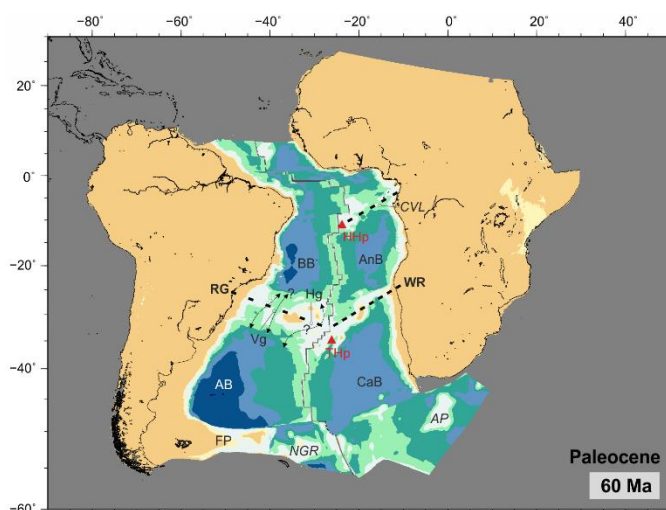 −80˚ −60˚ −40˚ −20˚ 0˚ 20˚ 40˚
20˚
0˚
−20˚
−40˚
−60˚
CVL
HHp
BB
AnB
RG
? Hg
WR
Vg
?
THp
AB
CaB
AP
FP
NGR
Paleocene
60 Ma